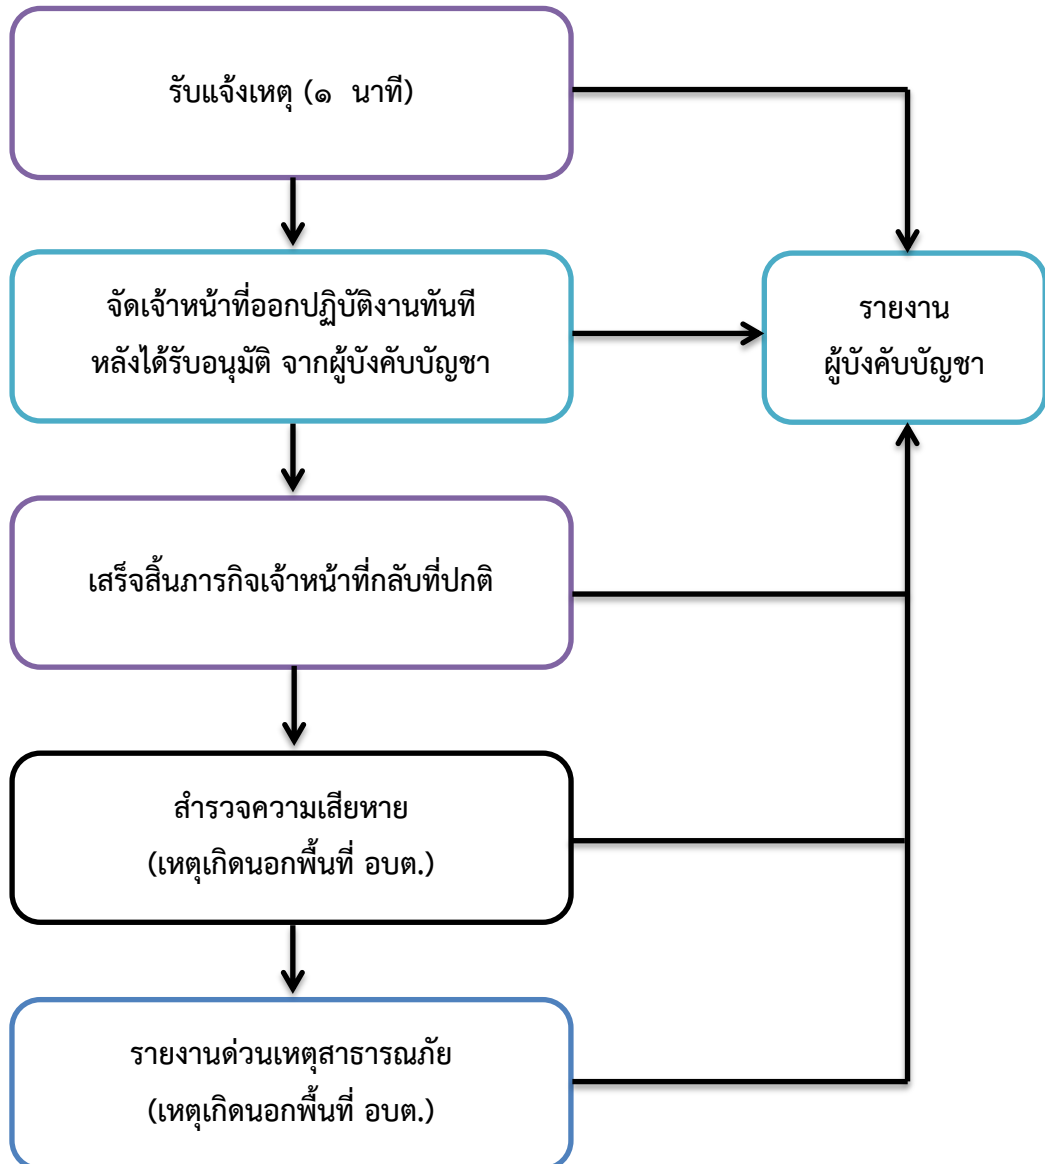 รับแจ้งเหตุ (๑ นาที)
จัดเจ้าหน้าที่ออกปฏิบัติงานทันที
หลังได้รับอนุมัติ จากผู้บังคับบัญชา
รายงาน
ผู้บังคับบัญชา
เสร็จสิ้นภารกิจเจ้าหน้าที่กลับที่ปกติ
สำรวจความเสียหาย
(เหตุเกิดนอกพื้นที่ อบต.)
รายงานด่วนเหตุสาธารณภัย
(เหตุเกิดนอกพื้นที่ อบต.)